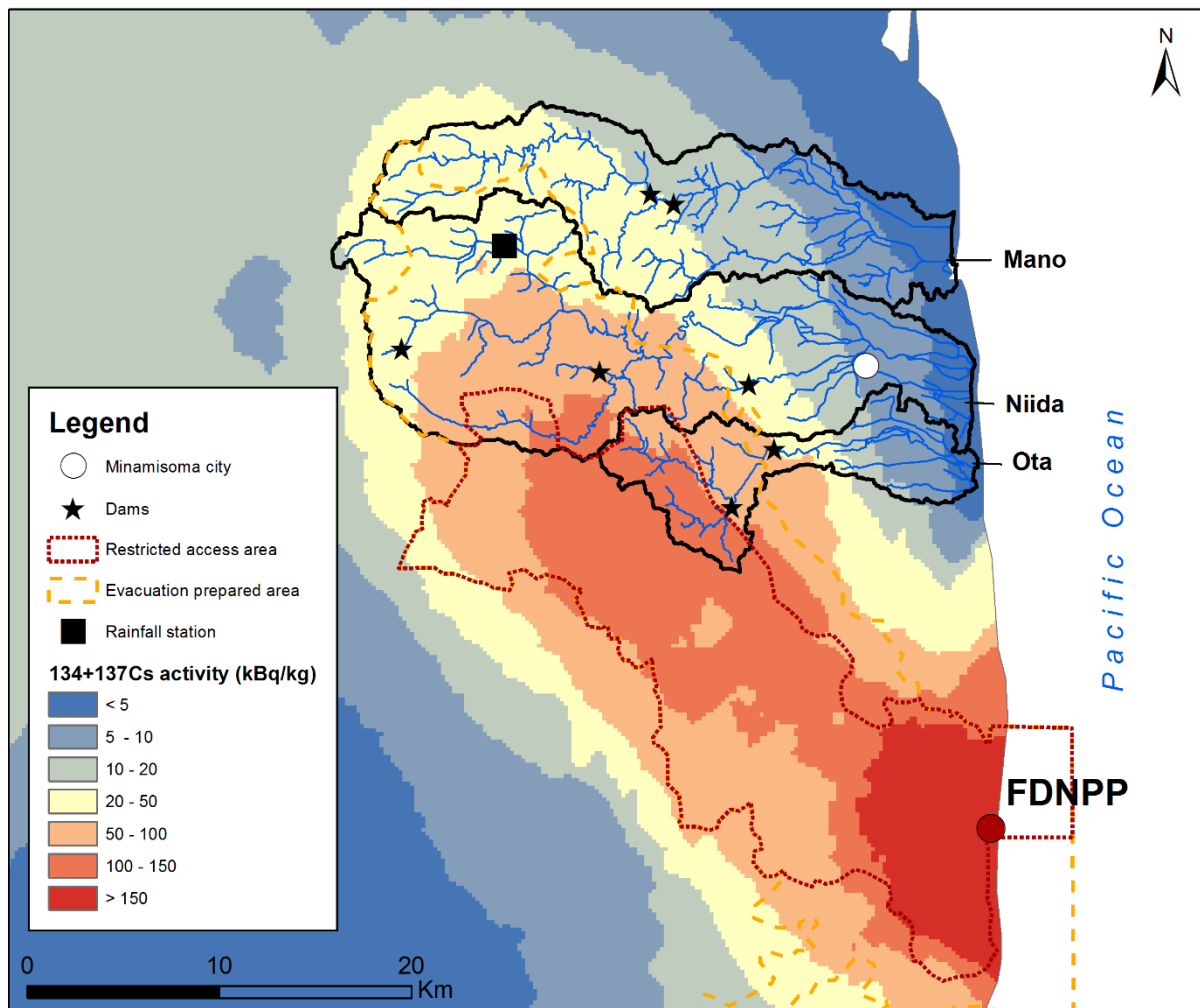 N
Mano
Niida
Ota
Pacific Ocean
FDNPP
Legend
Minamisoma city
Dams
Restricted access area
Evacuation prepared area
Rainfall station
134+137Cs activity (kBq/kg)
< 5
5 - 10
10 - 20
20 - 50
50 - 100
100 - 150
> 150
0 10 20
Km